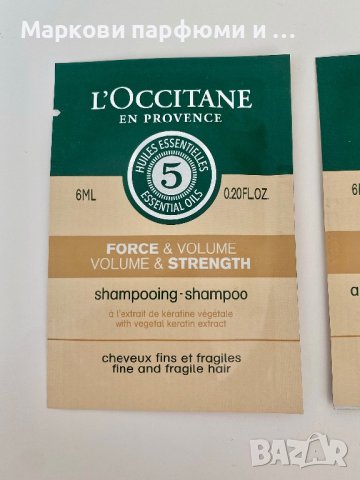 Маркови парфюми и ...
L'OCCITANE
EN PROVENCE
HUILES ESSENTIELLES
5
ESSENTIAL OILS
6ML
0.20FLOZ.
FORCE & VOLUME
VOLUME & STRENGTH
shampooing-shampoo
à l'extrait de kératine végétale
with vegetal keratin extract
cheveux fins et fragiles
fine and fragile hair
BAZAR